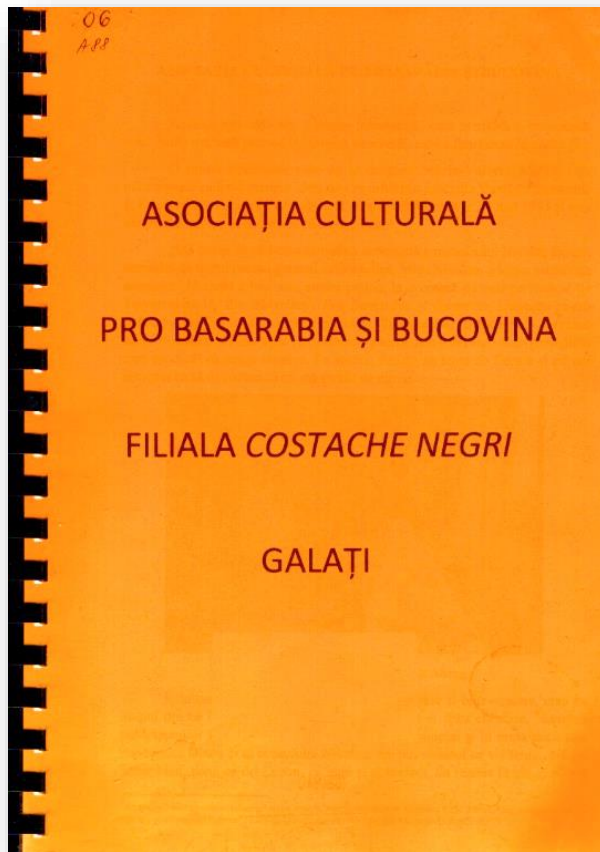 06
A88
ASOCIAȚIA CULTURALĂ
PRO BASARABIA ȘI BUCOVINA
FILIALA COSTACHE NEGRI
GALAȚI